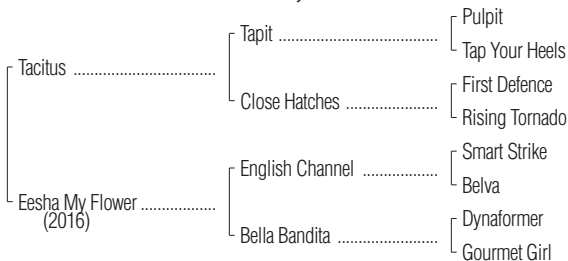 Pulpit
Tapit ........................................
Tap Your Heels
Tacitus ....................................
First Defence
Close Hatches .......................
Rising Tornado
Smart Strike
English Channel ...................
Belva
Eesha My Flower ...................
(2016)
Dynaformer
Bella Bandita .........................
Gourmet Girl